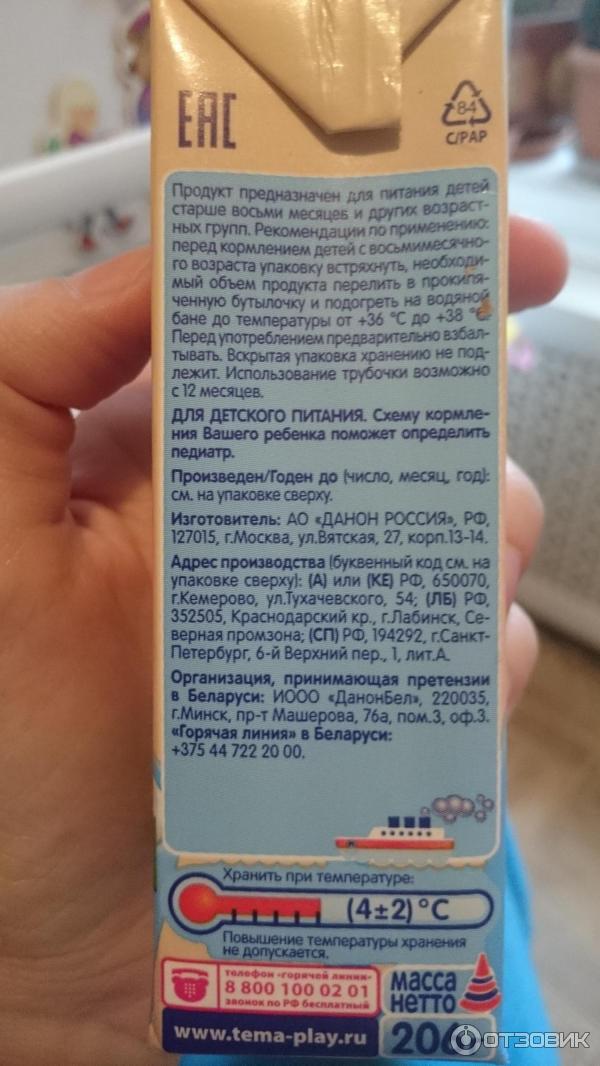 EAC
84
C/PAP
Продукт предназначен для питания детей
старше восьми месяцев и других возраст-
ных групп. Рекомендации по применению:
перед кормлением детей с восьмимесячно-
го возраста упаковку встряхнуть, необходи-
мый объем продукта перелить в прокипя-
ченную бутылочку и подогреть на водяной
бане до температуры от +36 °C до +38 °C.
Перед употреблением предварительно взбал-
тывать. Вскрытая упаковка хранению не под-
лежит. Использование трубочки возможно
с 12 месяцев.
ДЛЯ ДЕТСКОГО ПИТАНИЯ. Схему кормле-
ния Вашего ребенка поможет определить
педиатр.
Произведен/Годен до (число, месяц, год):
см. на упаковке сверху.
Изготовитель: АО «ДАНОН РОССИЯ», РФ,
127015, г.Москва, ул.Вятская, 27, корп.13-14.
Адрес производства (буквенный код см. на
упаковке сверху): (А) или (КЕ) РФ, 650070,
г.Кемерово, ул.Тухачевского, 54; (ЛБ) РФ,
352505, Краснодарский кр., г.Лабинск, Се-
верная промзона; (СП) РФ, 194292, г.Санкт-
Петербург, 6-й Верхний пер., 1, лит.А.
Организация, принимающая претензии
в Беларуси: ИООО «ДанонБел», 220035,
г.Минск, пр-т Машерова, 76а, пом.3, оф.3.
«Горячая линия» в Беларуси:
+375 44 722 20 00.
Хранить при температуре:
(4±2) °C
Повышение температуры хранения
не допускается.
телефон «горячей линии»
8 800 100 02 01
звонок по РФ бесплатный
масса
нетто
www.tema-play.ru
ОТЗОВИК